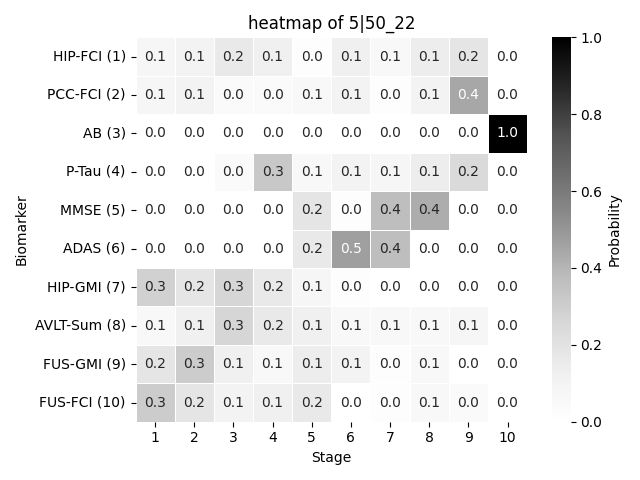 heatmap of 5|50_22
HIP-FCI (1) 0.1 0.1 0.2 0.1 0.0 0.1 0.1 0.1 0.2 0.0
PCC-FCI (2) 0.1 0.1 0.0 0.0 0.1 0.1 0.0 0.1 0.4 0.0
AB (3) 0.0 0.0 0.0 0.0 0.0 0.0 0.0 0.0 0.0 1.0
P-Tau (4) 0.0 0.0 0.0 0.3 0.1 0.1 0.1 0.1 0.2 0.0
MMSE (5) 0.0 0.0 0.0 0.0 0.2 0.0 0.4 0.4 0.0 0.0
ADAS (6) 0.0 0.0 0.0 0.0 0.2 0.5 0.4 0.0 0.0 0.0
HIP-GMI (7) 0.3 0.2 0.3 0.2 0.1 0.0 0.0 0.0 0.0 0.0
AVLT-Sum (8) 0.1 0.1 0.3 0.2 0.1 0.1 0.1 0.1 0.1 0.0
FUS-GMI (9) 0.2 0.3 0.1 0.1 0.1 0.1 0.0 0.1 0.0 0.0
FUS-FCI (10) 0.3 0.2 0.1 0.1 0.2 0.0 0.0 0.1 0.0 0.0
1 2 3 4 5 6 7 8 9 10
Stage
Biomarker
1.0
0.8
0.6
0.4
0.2
0.0
Probability